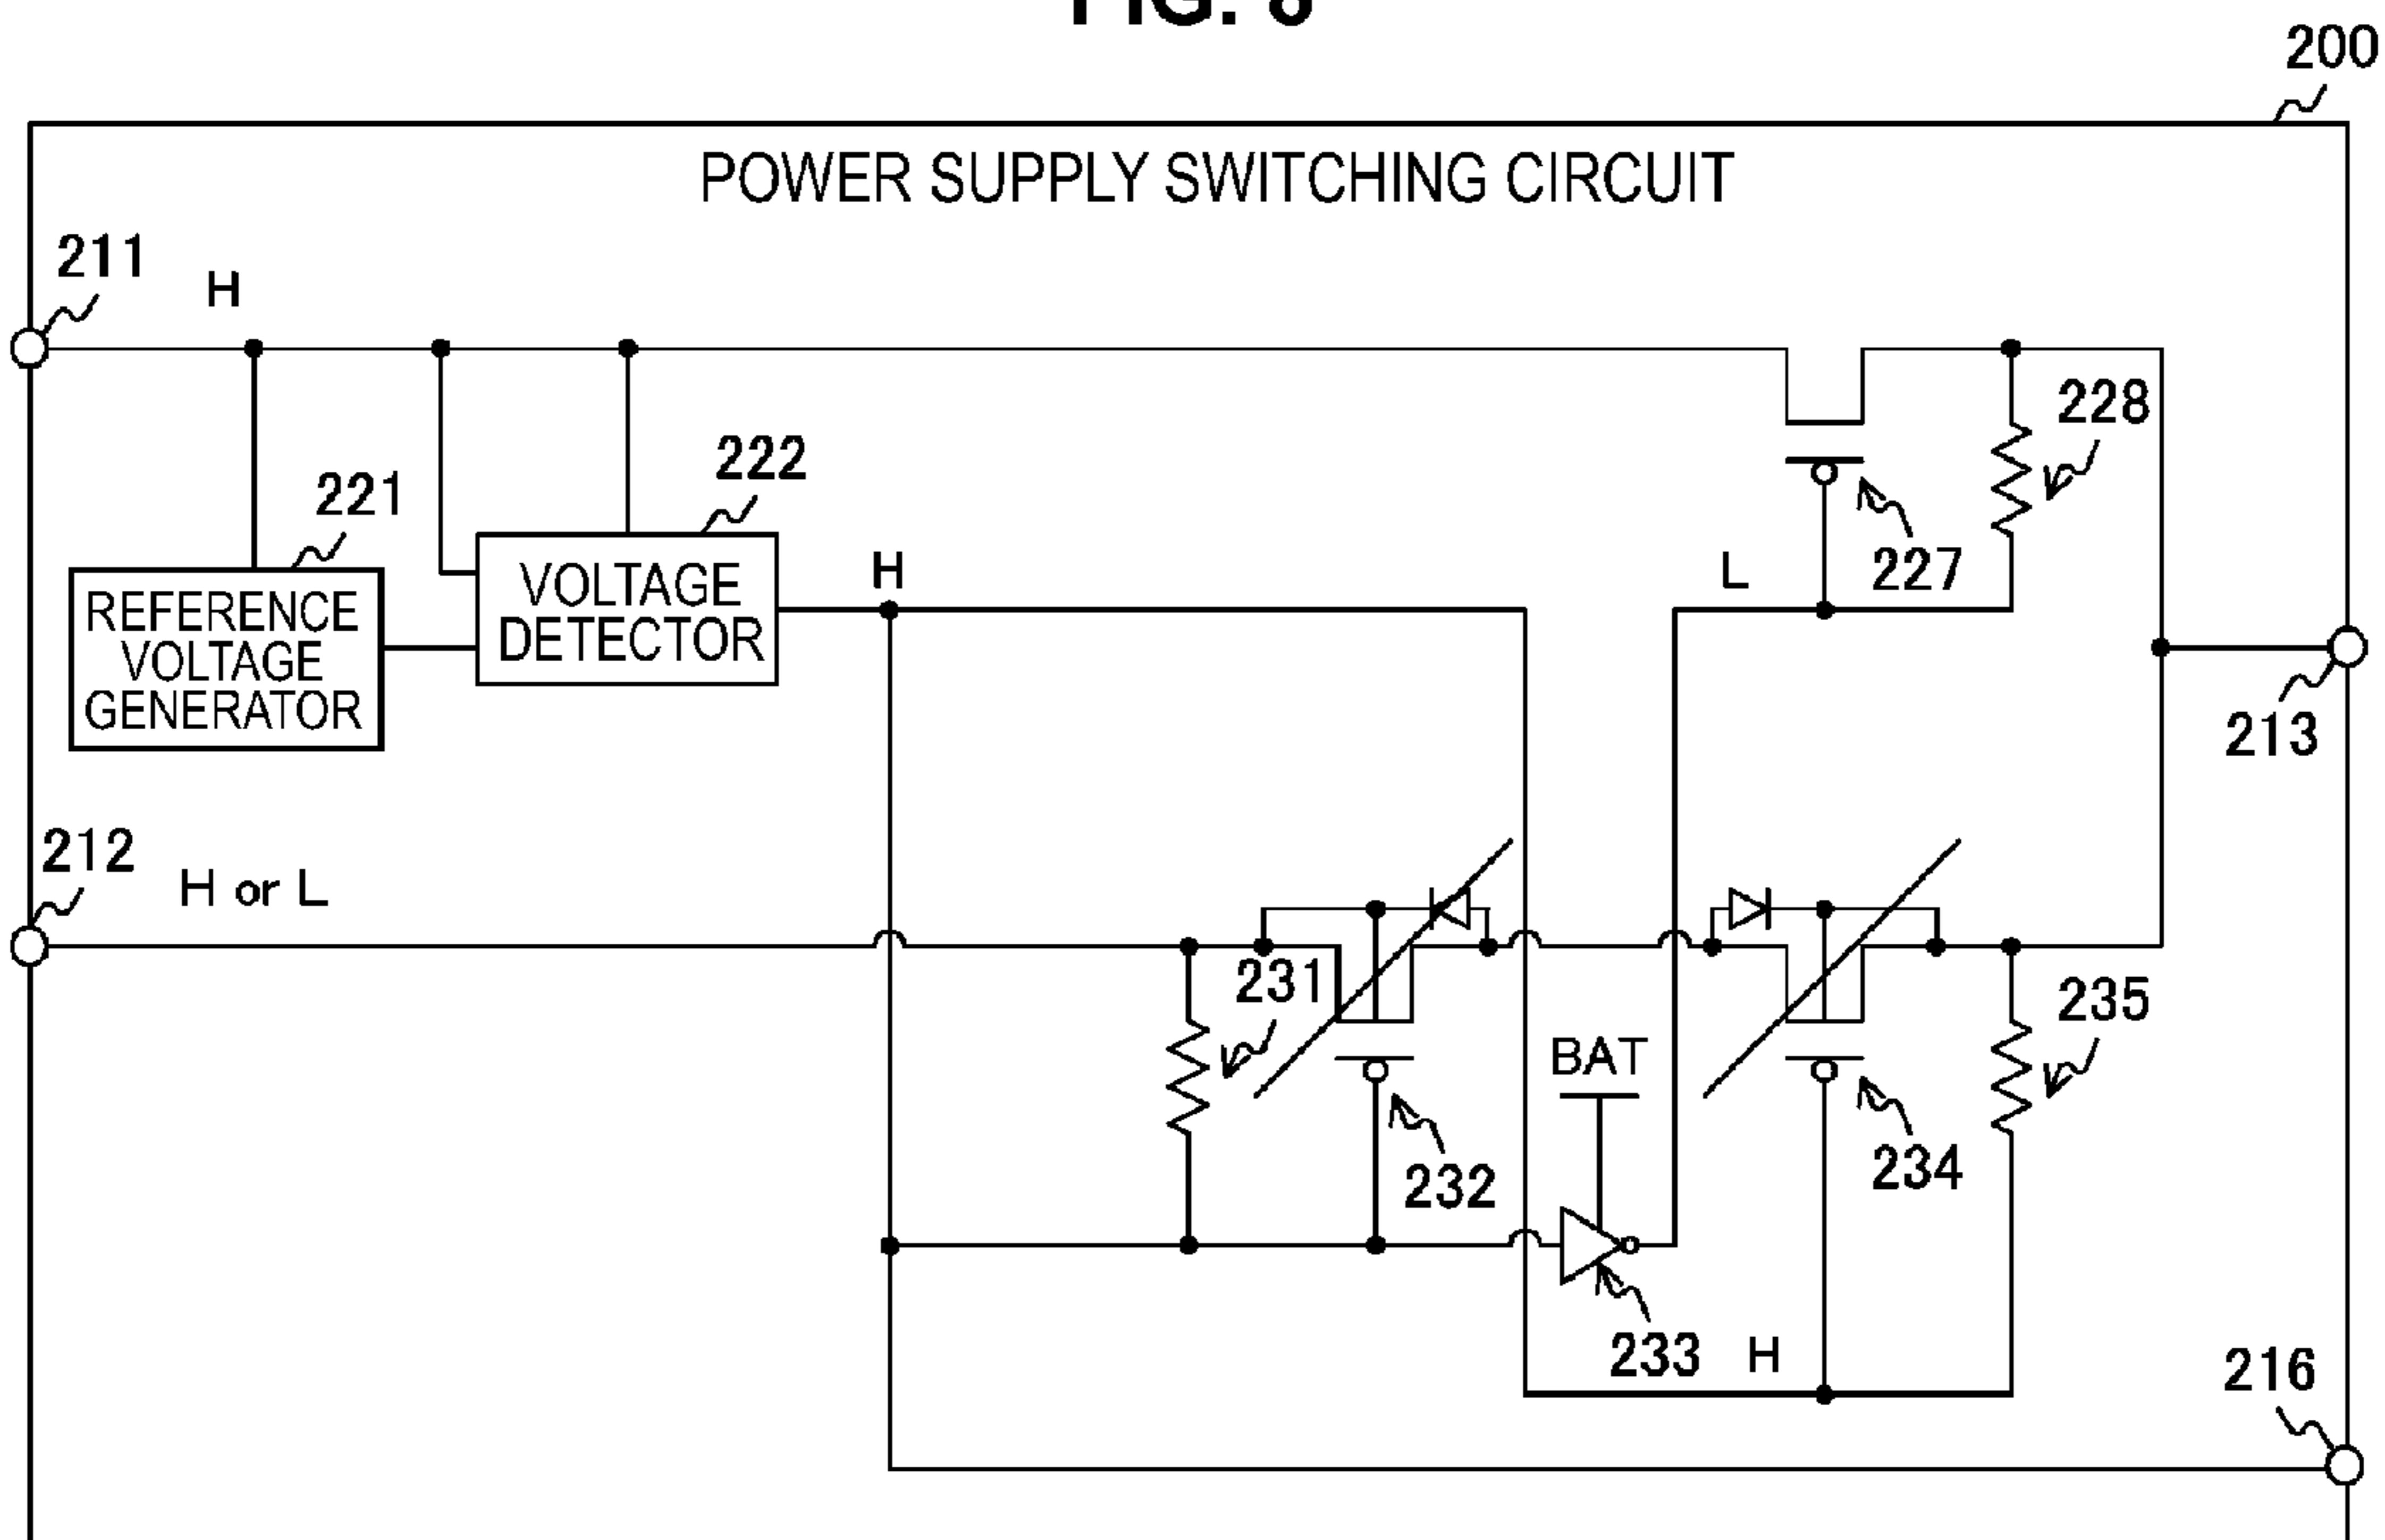 200
POWER SUPPLY SWITCHING CIRCUIT
211
H
228
222
221
H
L
227
VOLTAGE
DETECTOR
REFERENCE
VOLTAGE
GENERATOR
213
212
H or L
231
235
BAT
232
234
233
H
216